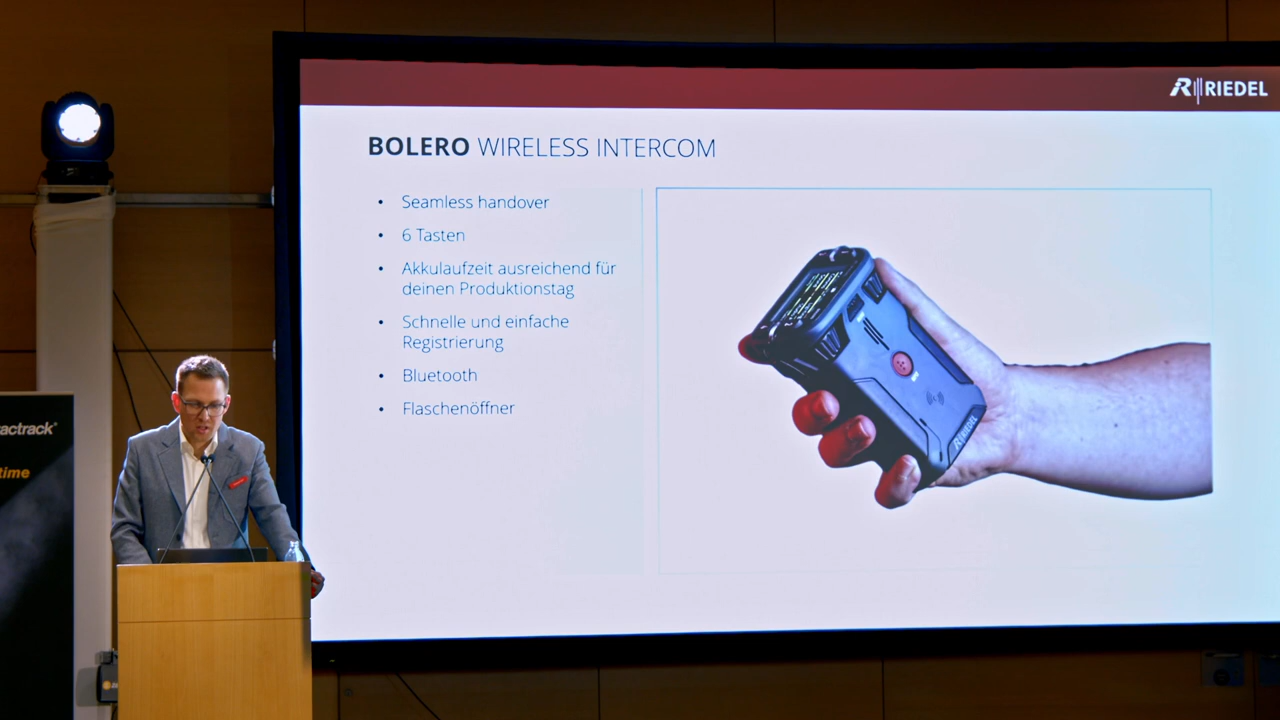 RIEDEL
BOLERO WIRELESS INTERCOM
• Seamless handover
• 6 Tasten
• Akkulaufzeit ausreichend für
deinen Produktionstag
• Schnelle und einfache
Registrierung
• Bluetooth
• Flaschenöffner
RIEDEL
actrack®
time